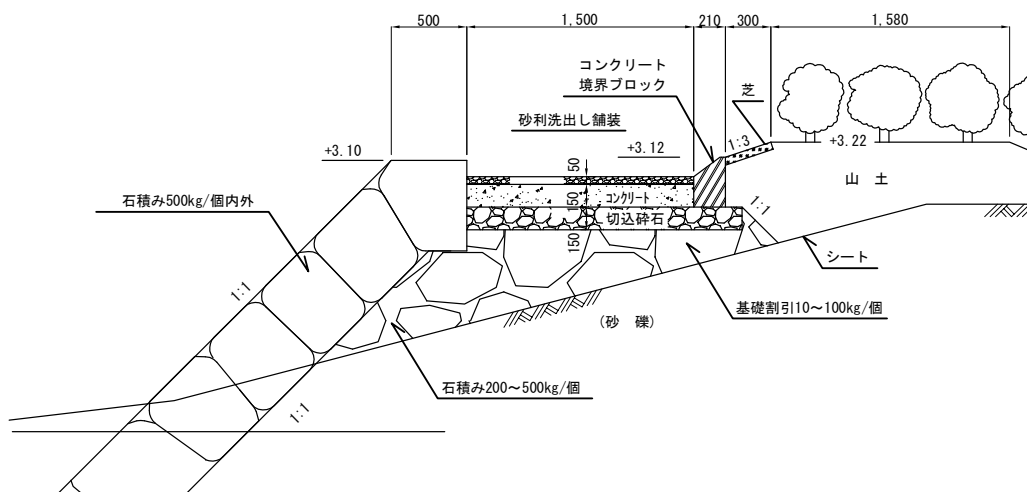 500
1,500
210
300
1,580
コンクリート
境界ブロック
芝
砂利洗出し舗装
1:3
+3.10
+3.12
+3.22
50
山 土
石積み500kg/個内外
150
コンクリート
1:1
切込砕石
150
シート
1:1
基礎割引10～100kg/個
(砂 礫)
石積み200～500kg/個
1:1